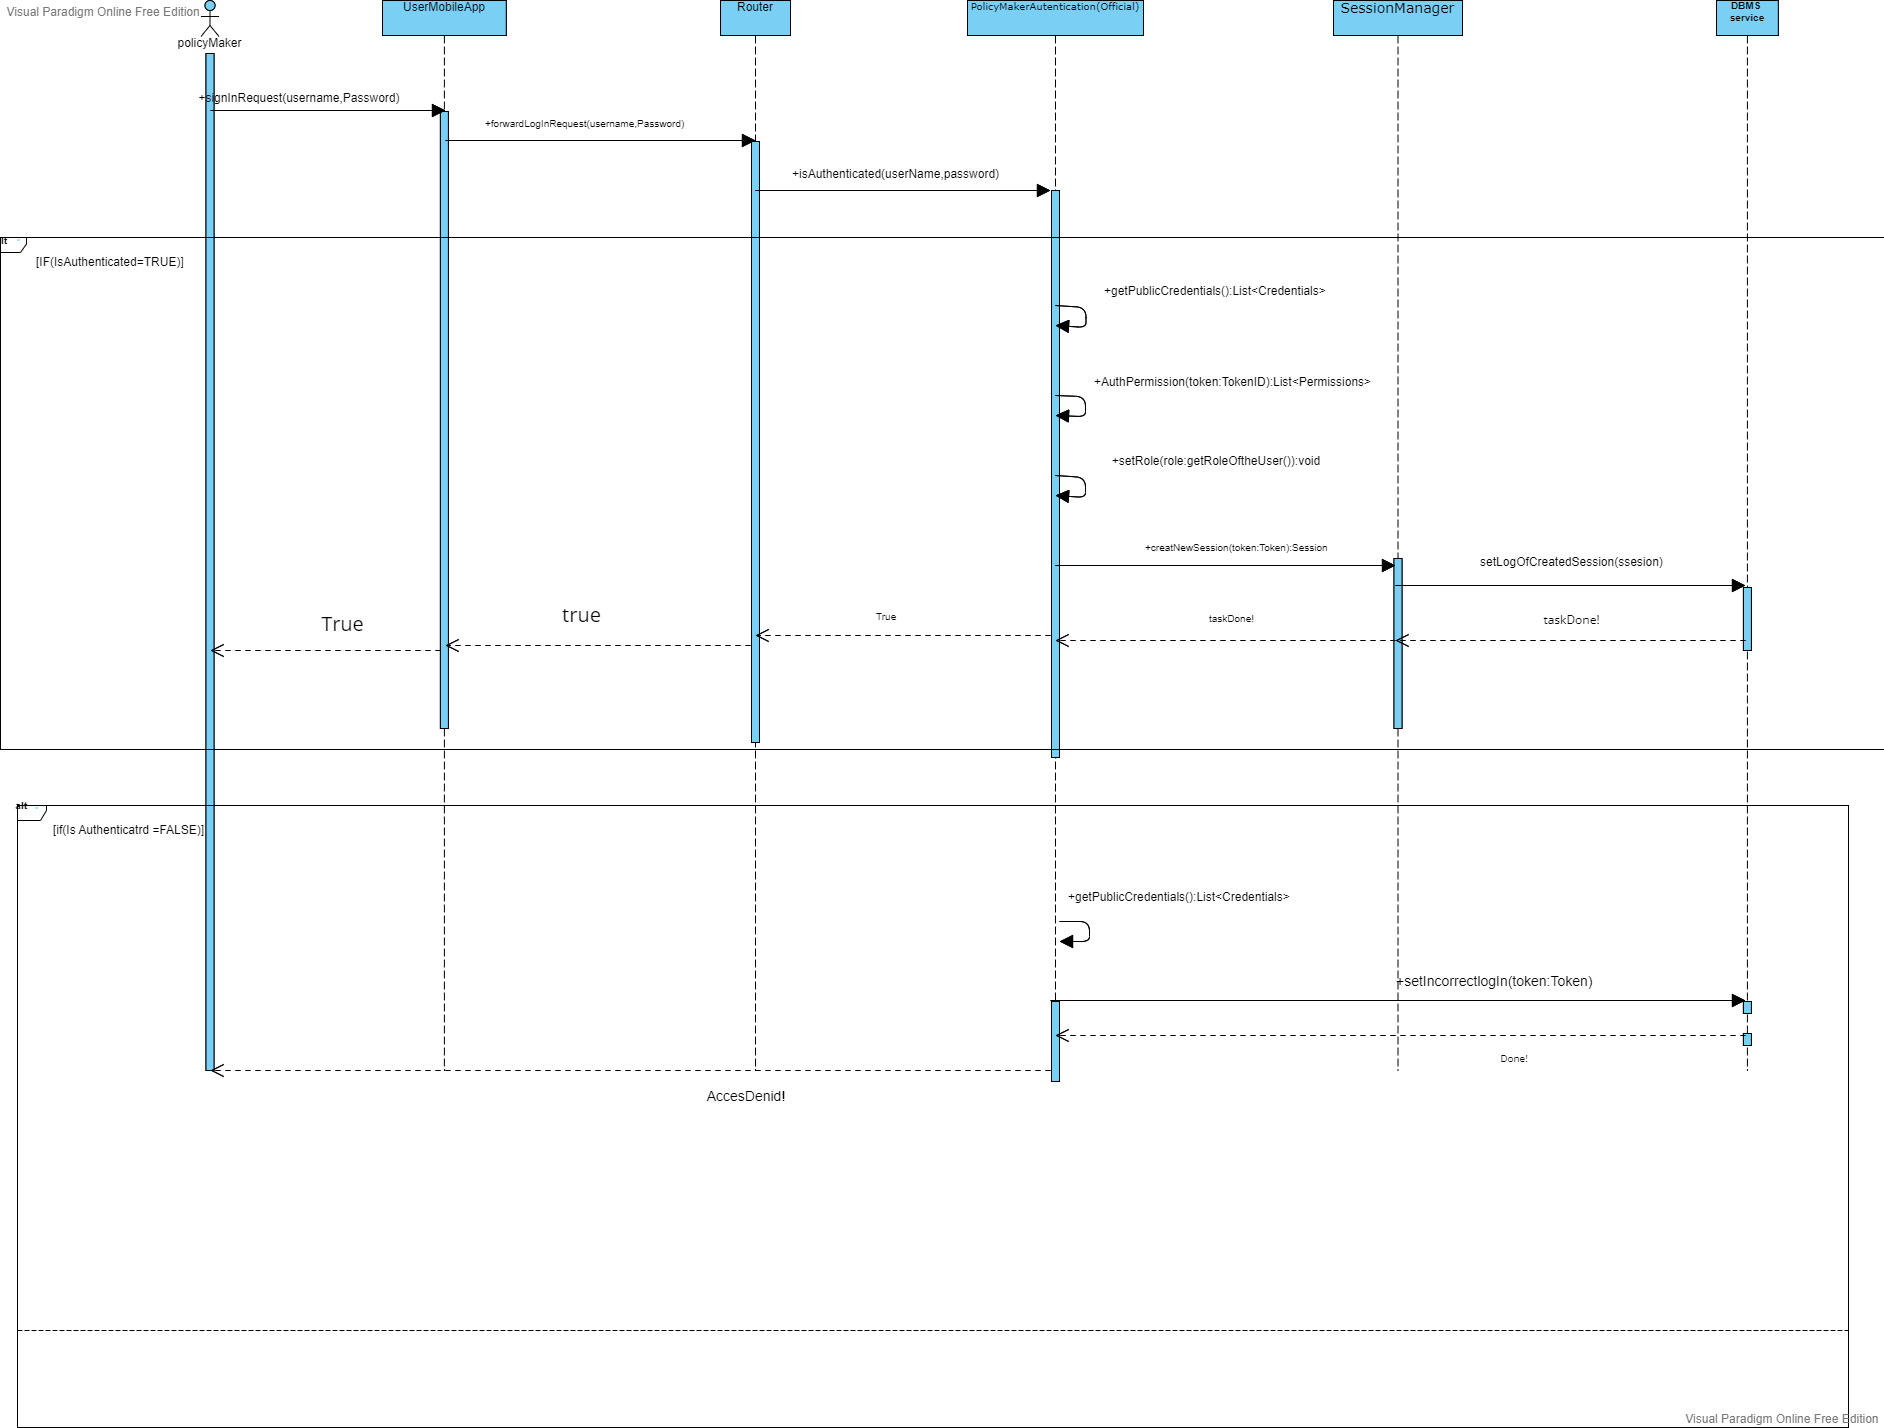 Visual Paradigm Online Free Edition
policyMaker
UserMobileApp
Router
PolicyMakerAutentication(Official)
SessionManager
DBMS
service
+signInRequest(username,Password)
+forwardLogInRequest(username,Password)
+isAuthenticated(userName,password)
lt
[IF(IsAuthenticated=TRUE)]
+getPublicCredentials():List<Credentials>
+AuthPermission(token:TokenID):List<Permissions>
+setRole(role:getRoleOftheUser()):void
+creatNewSession(token:Token):Session
setLogOfCreatedSession(ssesion)
True
true
True
taskDone!
taskDone!
alt
[if(Is Authenticatrd =FALSE)]
+getPublicCredentials():List<Credentials>
+setIncorrectlogIn(token:Token)
Done!
AccesDenid!
Visual Paradigm Online Free Edition